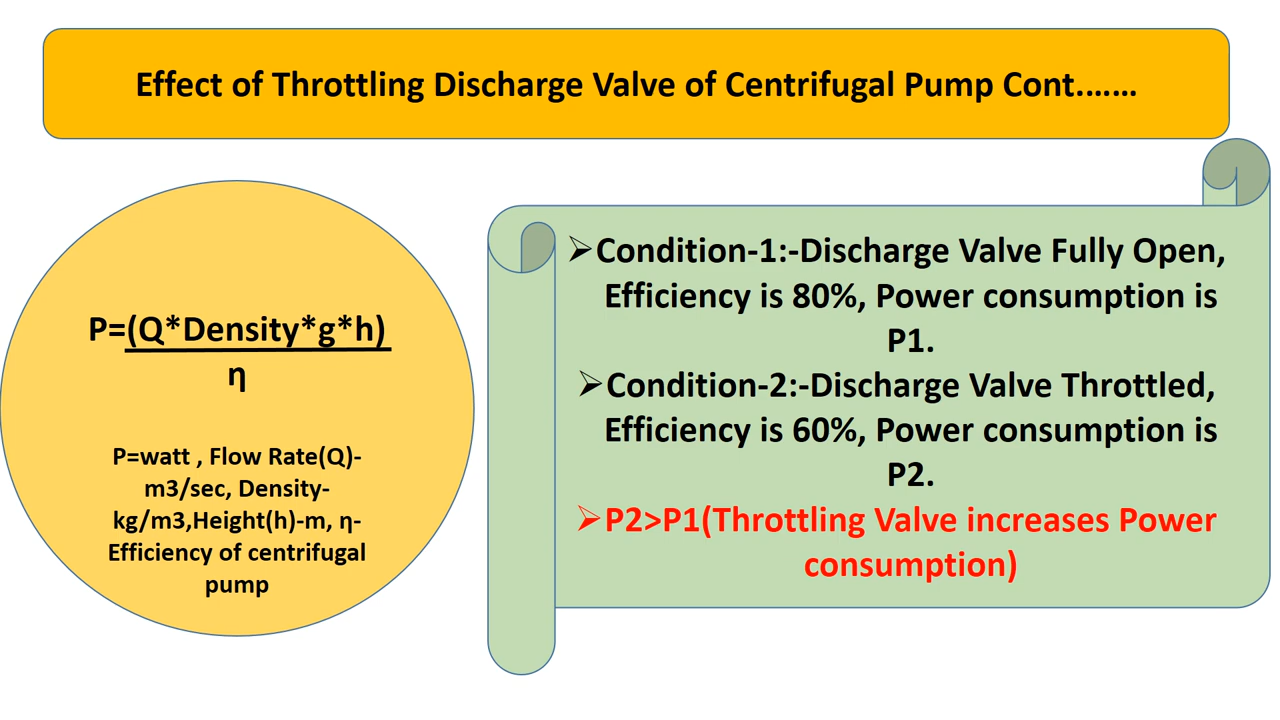 Effect of Throttling Discharge Valve of Centrifugal Pump Cont.……
P=(Q*Density*g*h)
η
P=watt , Flow Rate(Q)-
m3/sec, Density-
kg/m3,Height(h)-m, η-
Efficiency of centrifugal
pump
➢Condition-1:-Discharge Valve Fully Open,
Efficiency is 80%, Power consumption is
P1.
➢Condition-2:-Discharge Valve Throttled,
Efficiency is 60%, Power consumption is
P2.
➢P2>P1(Throttling Valve increases Power
consumption)